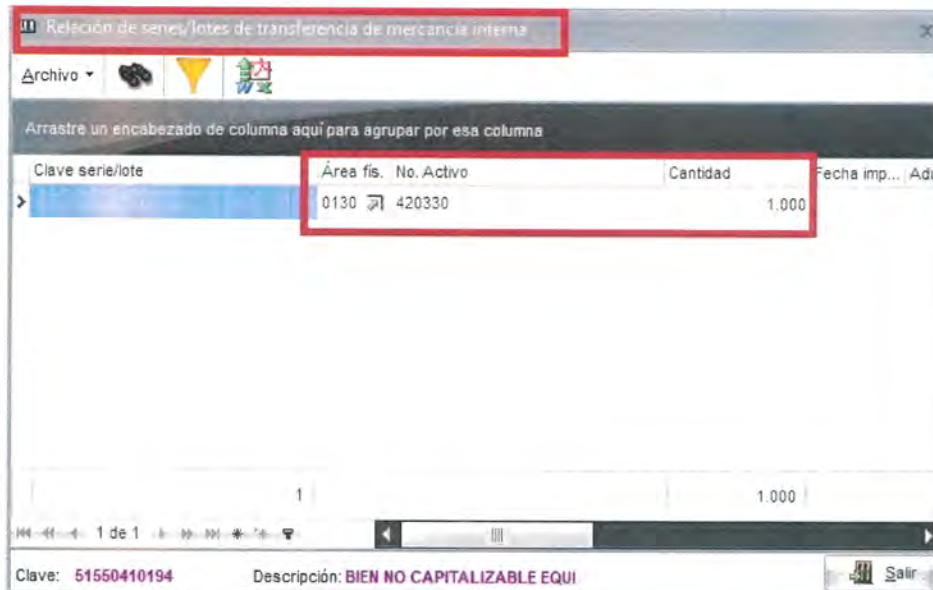 Relación de series/lotes de transferencia de mercancía interna
Archivo
Arrastre un encabezado de columna aquí para agrupar por esa columna
Clave serie/lote Área fís. No. Activo Cantidad Fecha imp... Adu
0130 420330 1.000
1 1.000
1 de 1
Clave: 51550410194 Descripción: BIEN NO CAPITALIZABLE EQUI Salir